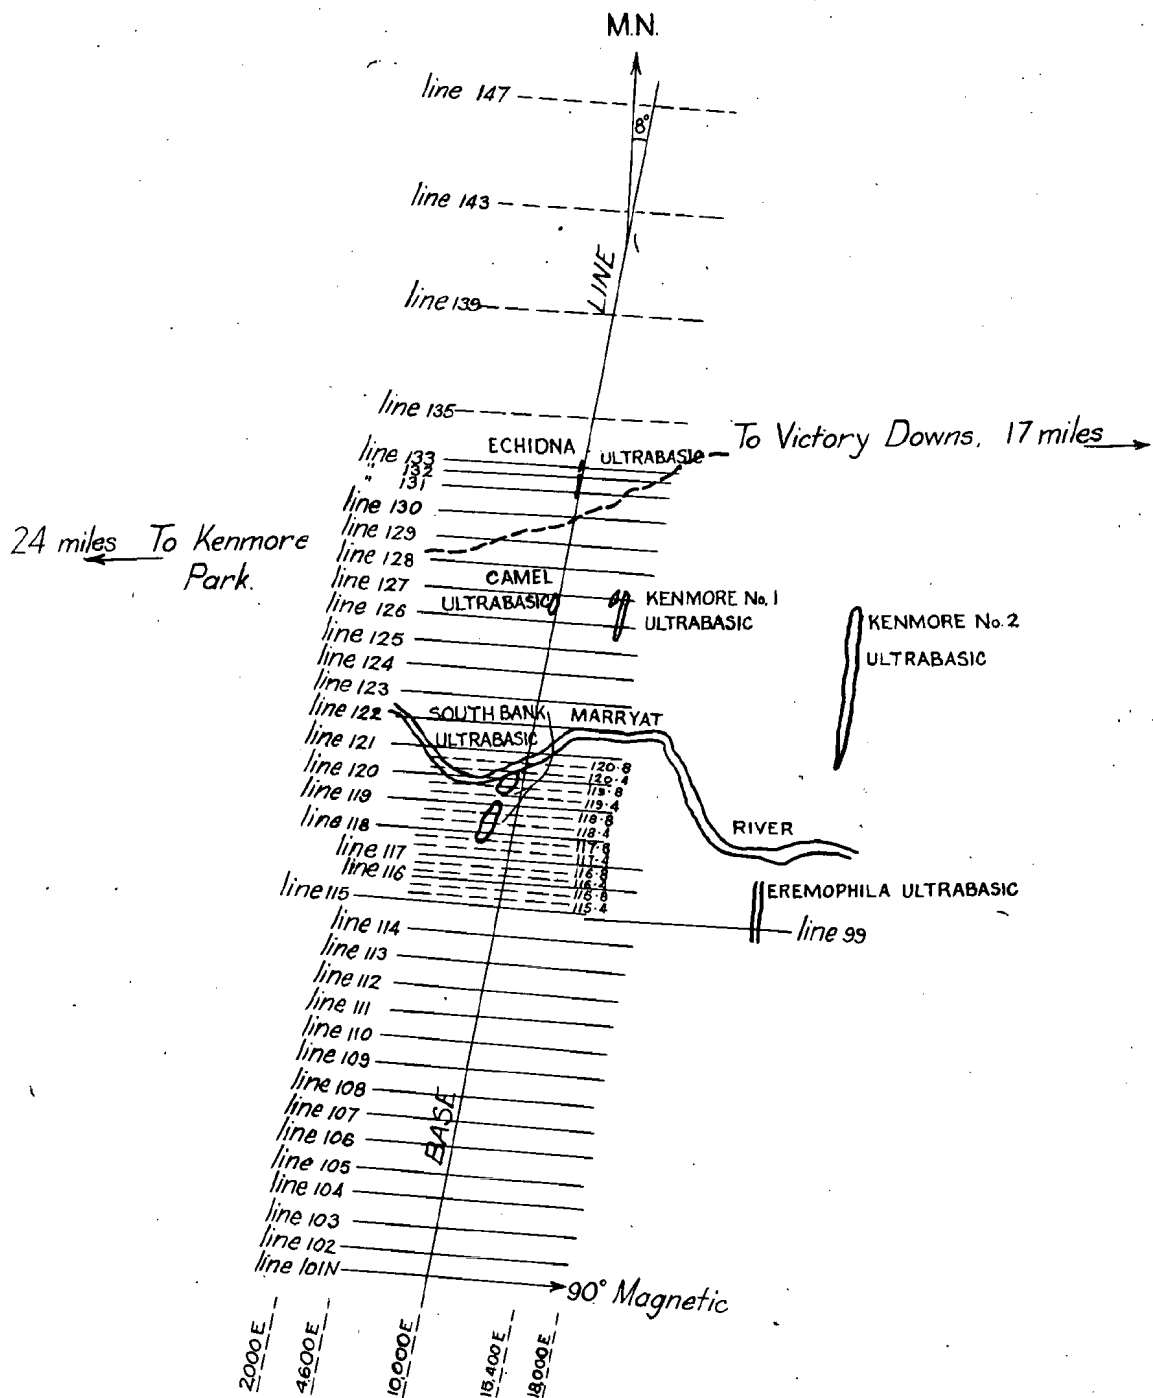 M.N.
8°
line 147
line 143
LINE
line 139
line 135
To Victory Downs, 17 miles
ECHIDNA ULTRABASIC
line 133
" 132
" 131
line 130
line 129
24 miles To Kenmore
Park.
line 128
line 127
CAMEL
ULTRABASIC
KENMORE No. 1
ULTRABASIC
line 126
KENMORE No. 2
ULTRABASIC
line 125
line 124
line 123
line 122
SOUTH BANK
ULTRABASIC
MARRYAT
line 121
120·8
line 120
120·4
119·8
line 119
119·4
118·8
line 118
118·4
RIVER
117·8
line 117
117·4
line 116
116·8
116·4
EREMOPHILA ULTRABASIC
line 115
115·4
line 99
line 114
line 113
line 112
line 111
line 110
line 109
line 108
BASE
line 107
line 106
line 105
line 104
line 103
line 102
line 101N
90° Magnetic
2000E
4600E
10,000E
15,400E
18,000E